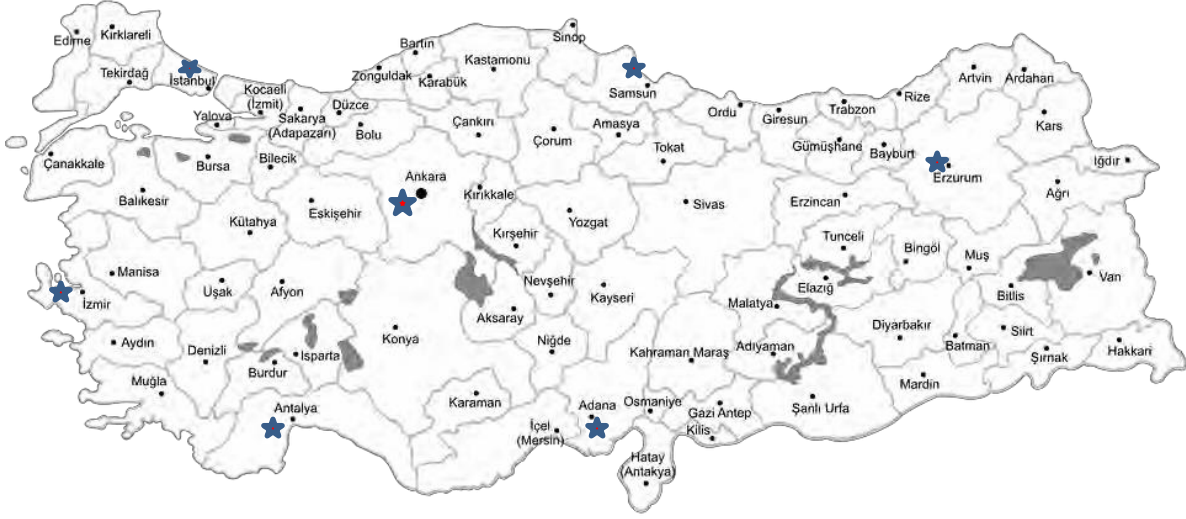 Edirne
Kırklareli
Tekirdağ
İstanbul
Kocaeli
(İzmit)
Yalova
Sakarya
(Adapazarı)
Düzce
Bolu
Zonguldak
Bartın
Karabük
Kastamonu
Sinop
Samsun
Ordu
Giresun
Trabzon
Rize
Artvin
Ardahan
Kars
Iğdır
Ağrı
Erzurum
Bayburt
Gümüşhane
Çankırı
Çorum
Amasya
Tokat
Çanakkale
Balıkesir
Bursa
Bilecik
Kütahya
Eskişehir
Ankara
Kırıkkale
Kırşehir
Yozgat
Sivas
Erzincan
Tunceli
Bingöl
Muş
Van
Bitlis
Elazığ
Malatya
Manisa
İzmir
Uşak
Afyon
Aksaray
Nevşehir
Kayseri
Konya
Niğde
Aydın
Denizli
Isparta
Burdur
Muğla
Antalya
Karaman
İçel
(Mersin)
Adana
Osmaniye
Kahraman Maraş
Adıyaman
Gazi Antep
Kilis
Hatay
(Antakya)
Şanlı Urfa
Diyarbakır
Mardin
Batman
Siirt
Şırnak
Hakkari